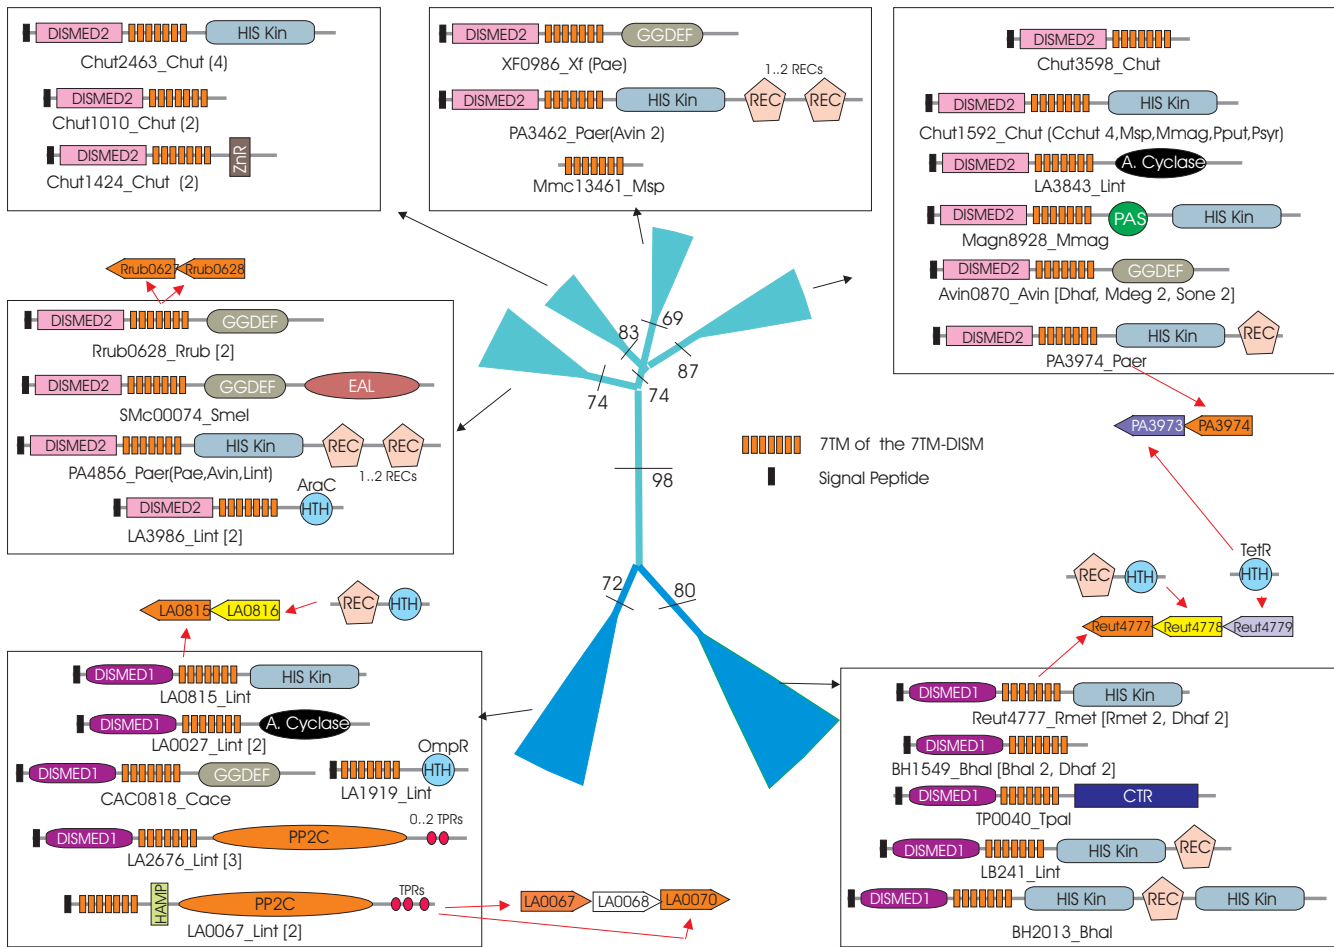 DISMED2 HIS Kin
Chut2463_Chut (4)
DISMED2
Chut1010_Chut (2)
DISMED2 ZnR
Chut1424_Chut (2)
DISMED2 GGDEF
XF0986_Xf (Pae)
1..2 RECs
DISMED2 HIS Kin REC REC
PA3462_Paer(Avin 2)
Mmc13461_Msp
DISMED2
Chut3598_Chut
DISMED2 HIS Kin
Chut1592_Chut (Cchut 4,Msp,Mmag,Pput,Psyr)
DISMED2 A. Cyclase
LA3843_Lint
DISMED2 PAS HIS Kin
Magn8928_Mmag
DISMED2 GGDEF
Avin0870_Avin [Dhaf, Mdeg 2, Sone 2]
DISMED2 HIS Kin REC
PA3974_Paer
PA3973 PA3974
Rrub0627 Rrub0628
DISMED2 GGDEF
Rrub0628_Rrub [2]
DISMED2 GGDEF EAL
SMc00074_Smel
DISMED2 HIS Kin REC REC
PA4856_Paer(Pae,Avin,Lint)
1..2 RECs
AraC
DISMED2 HTH
LA3986_Lint [2]
83
69
87
74
74
98
72
80
7TM of the 7TM-DISM
Signal Peptide
TetR
REC HTH
HTH
Reut4777 Reut4778 Reut4779
LA0815 LA0816
REC HTH
DISMED1 HIS Kin
LA0815_Lint
DISMED1 A. Cyclase
LA0027_Lint [2]
OmpR
DISMED1 GGDEF
CAC0818_Cace
HTH
LA1919_Lint
0..2 TPRs
DISMED1 PP2C
LA2676_Lint [3]
TPRs
HAMP PP2C
LA0067_Lint [2]
LA0067 LA0068 LA0070
DISMED1 HIS Kin
Reut4777_Rmet [Rmet 2, Dhaf 2]
DISMED1
BH1549_Bhal [Bhal 2, Dhaf 2]
DISMED1 CTR
TP0040_Tpal
DISMED1 HIS Kin REC
LB241_Lint
DISMED1 HIS Kin REC HIS Kin
BH2013_Bhal